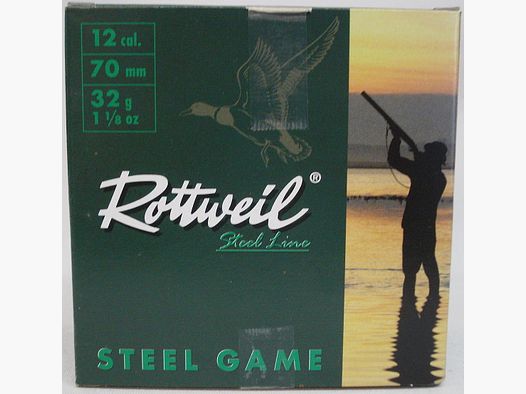 12 cal.
70 mm
32 g
1 1/8 oz
Rottweil®
Steel Line
STEEL GAME